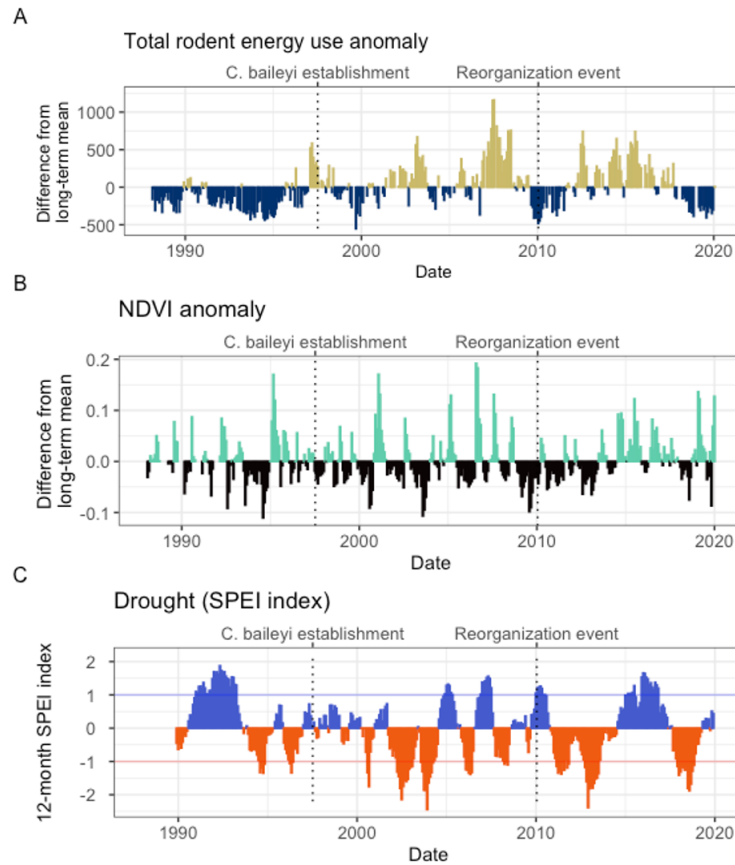 A
Total rodent energy use anomaly
C. baileyi establishment
Reorganization event
Difference from
long-term mean
1000
500
0
-500
1990
2000
2010
2020
Date
B
NDVI anomaly
C. baileyi establishment
Reorganization event
Difference from
long-term mean
0.2
0.1
0.0
-0.1
1990
2000
2010
2020
Date
C
Drought (SPEI index)
C. baileyi establishment
Reorganization event
12-month SPEI index
2
1
0
-1
-2
1990
2000
2010
2020
Date